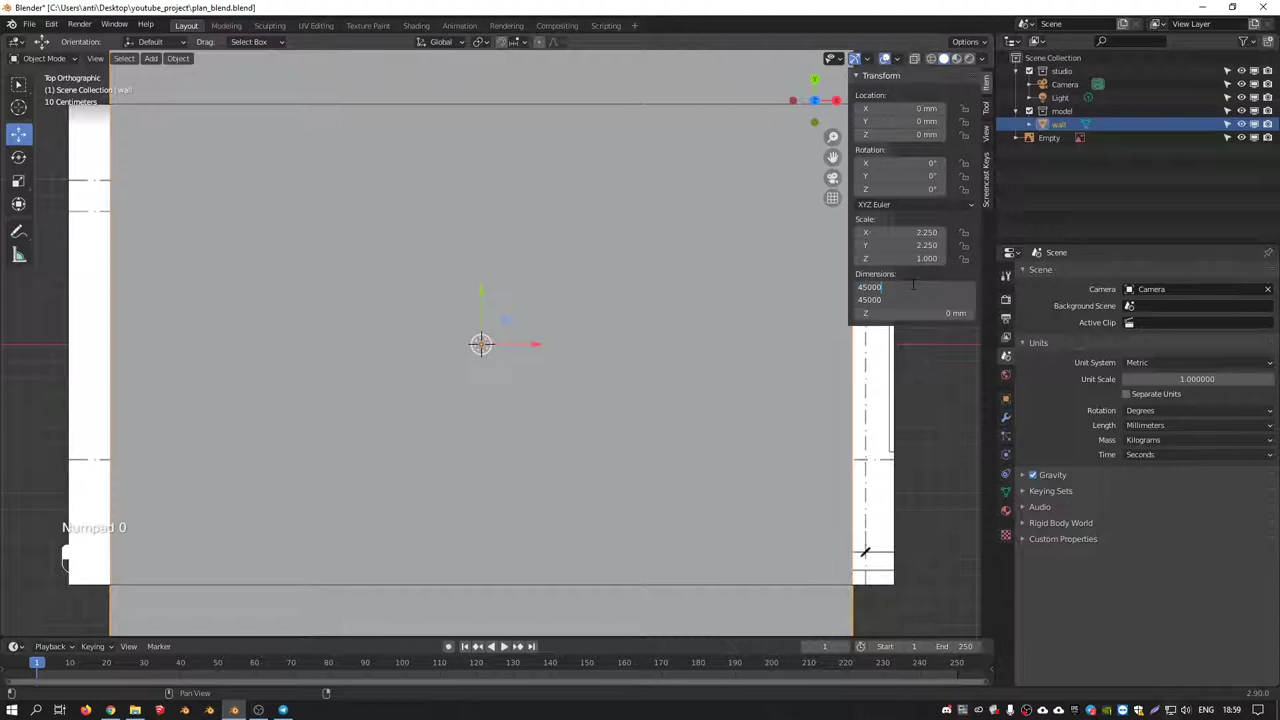 Blender* [C:\Users\anti\Desktop\youtube_project\plan_blend.blend]
File Edit Render Window Help Layout Modeling Sculpting UV Editing Texture Paint Shading Animation Rendering Compositing Scripting Scene View Layer
Orientation: Default Drag: Select Box Global Options
Object Mode View Select Add Object
Top Orthographic
(1) Scene Collection | wall
10 Centimeters
Y
X
Z
Transform
Location:
X 0 mm
Y 0 mm
Z 0 mm
Rotation:
X 0°
Y 0°
Z 0°
XYZ Euler
Scale:
X 2.250
Y 2.250
Z 1.000
Dimensions:
45000
45000
Z 0 mm
Item
Tool
View
Screencast Keys
Numpad 0
Scene Collection
studio
Camera
Light
model
wall
Empty
Scene
Scene
Camera Camera
Background Scene
Active Clip
Units
Unit System Metric
Unit Scale 1.000000
Separate Units
Rotation Degrees
Length Millimeters
Mass Kilograms
Time Seconds
Gravity
Keying Sets
Audio
Rigid Body World
Custom Properties
Playback Keying View Marker 1 Start 1 End 250
1 10 20 30 40 50 60 70 80 90 100 110 120 130 140 150 160 170 180 190 200 210 220 230 240 250
Pan View 2.90.0
ENG 18:59